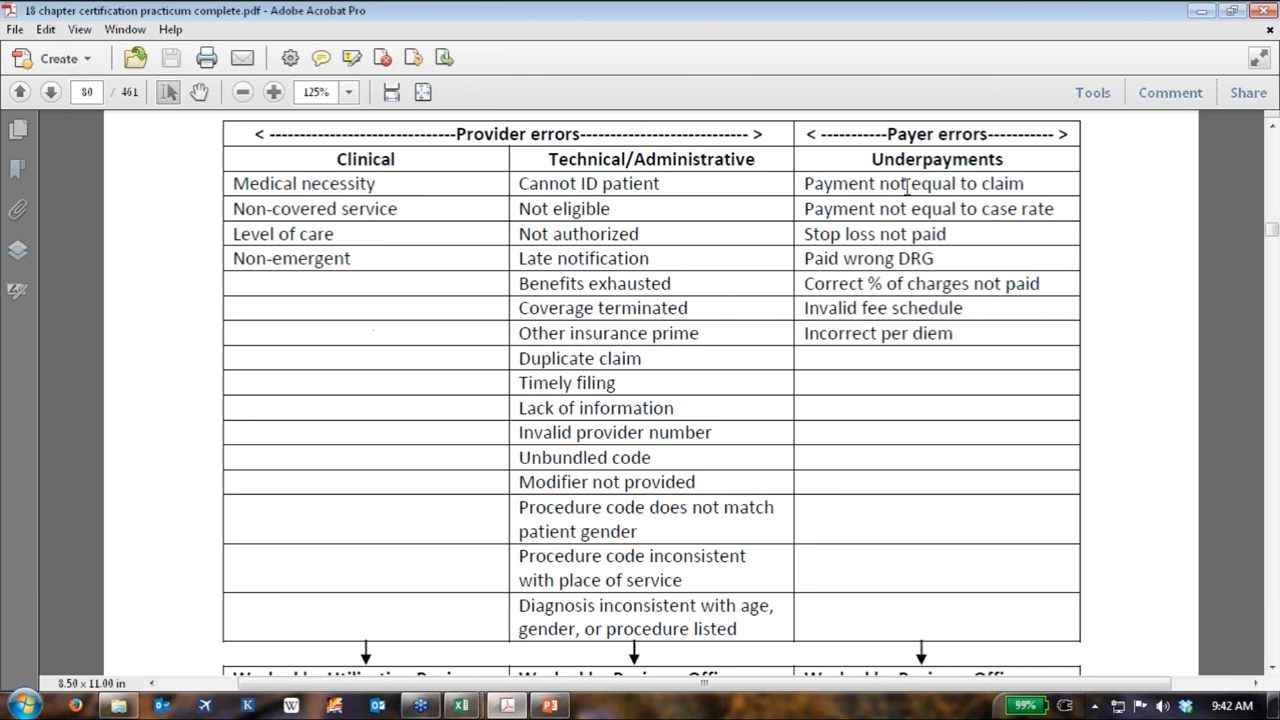 18 chapter certification practicum complete.pdf - Adobe Acrobat Pro
File Edit View Window Help
Create
80 / 461 125% Tools Comment Share
< -------------------------------Provider errors---------------------------- > < -----------Payer errors----------- >
Clinical Technical/Administrative Underpayments
Medical necessity Cannot ID patient Payment not equal to claim
Non-covered service Not eligible Payment not equal to case rate
Level of care Not authorized Stop loss not paid
Non-emergent Late notification Paid wrong DRG
Benefits exhausted Correct % of charges not paid
Coverage terminated Invalid fee schedule
Other insurance prime Incorrect per diem
Duplicate claim
Timely filing
Lack of information
Invalid provider number
Unbundled code
Modifier not provided
Procedure code does not match
patient gender
Procedure code inconsistent
with place of service
Diagnosis inconsistent with age,
gender, or procedure listed
8.50 x 11.00 in
99% 9:42 AM